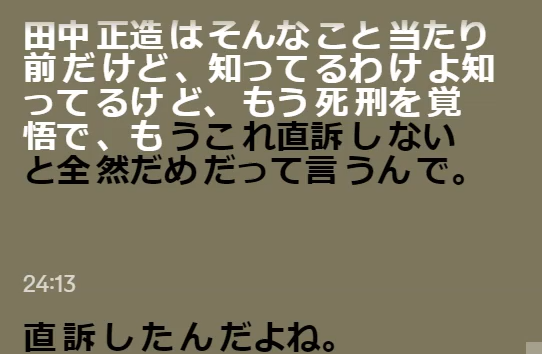 田中正造はそんなこと当たり
前だけど、知ってるわけよ知
ってるけど、もう死刑を覚
悟で、もうこれ直訴しない
と全然だめだって言うんで。
24:13
直訴したんだよね。